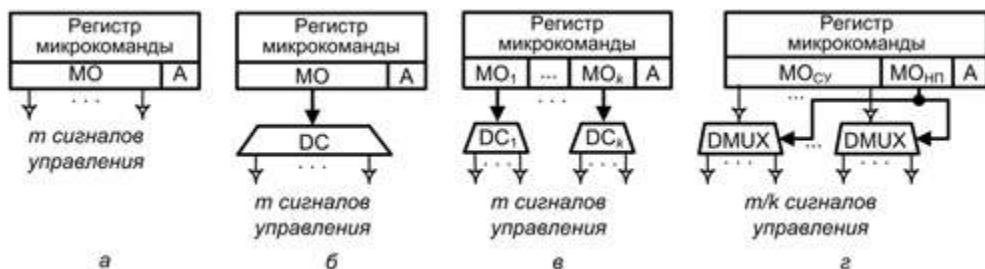 Регистр
микрокоманды
МО А
. . .
m сигналов
управления
а
Регистр
микрокоманды
МО А
DC
. . .
m сигналов
управления
б
Регистр
микрокоманды
МО₁ ... МОₖ А
DC₁ DCₖ
. . . . . .
m сигналов
управления
в
Регистр
микрокоманды
МОСУ МОНП А
...
DMUX ... DMUX
. . . . . .
m/k сигналов
управления
г